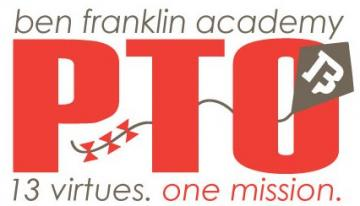 ben franklin academy
PTO
13 virtues. one mission.